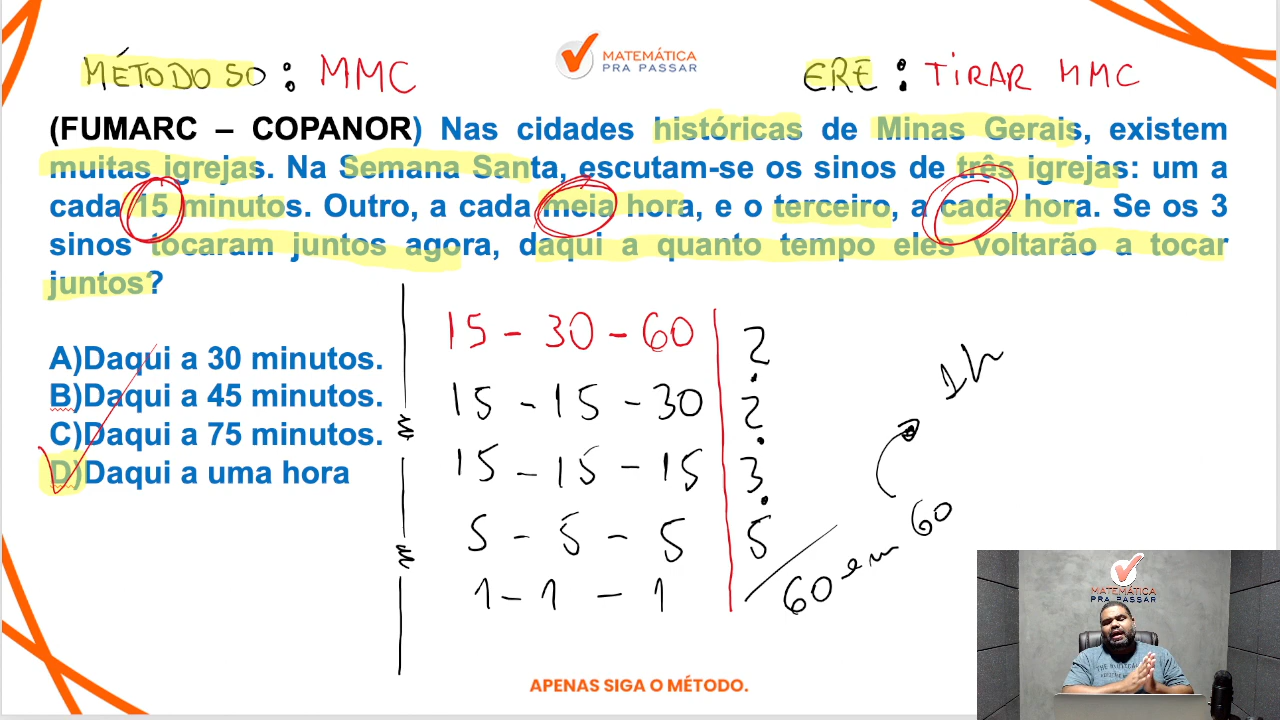 MÉTODO SO : MMC
MATEMÁTICA
PRA PASSAR
ERE : TIRAR MMC
(FUMARC – COPANOR) Nas cidades históricas de Minas Gerais, existem
muitas igrejas. Na Semana Santa, escutam-se os sinos de três igrejas: um a
cada 15 minutos. Outro, a cada meia hora, e o terceiro, a cada hora. Se os 3
sinos tocaram juntos agora, daqui a quanto tempo eles voltarão a tocar
juntos?
A)Daqui a 30 minutos.
B)Daqui a 45 minutos.
C)Daqui a 75 minutos.
D)Daqui a uma hora
15 - 30 - 60 2
15 - 15 - 30 2
15 - 15 - 15 3
5 - 5 - 5 5
1 - 1 - 1
60 em 60
1h
MATEMÁTICA
PRA PASSAR
APENAS SIGA O MÉTODO.